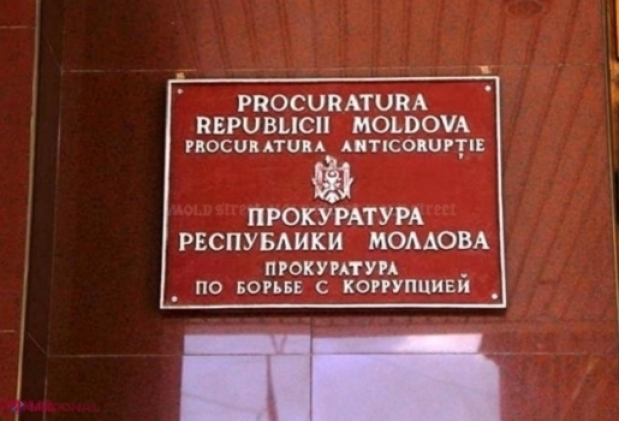 PROCURATURA
REPUBLICII MOLDOVA
PROCURATURA ANTICORUPȚIE
ПРОКУРАТУРА
РЕСПУБЛИКИ МОЛДОВА
ПРОКУРАТУРА
ПО БОРЬБЕ С КОРРУПЦИЕЙ